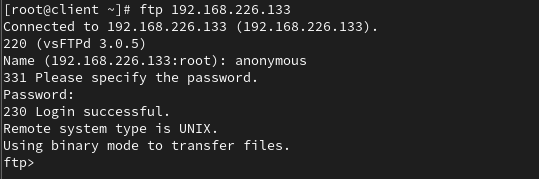 [root@client ~]# ftp 192.168.226.133
Connected to 192.168.226.133 (192.168.226.133).
220 (vsFTPd 3.0.5)
Name (192.168.226.133:root): anonymous
331 Please specify the password.
Password:
230 Login successful.
Remote system type is UNIX.
Using binary mode to transfer files.
ftp>